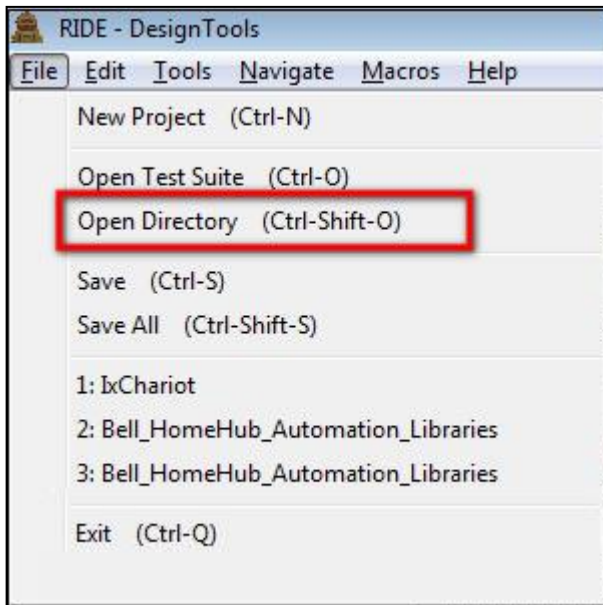 RIDE - DesignTools
File Edit Tools Navigate Macros Help
New Project (Ctrl-N)
Open Test Suite (Ctrl-O)
Open Directory (Ctrl-Shift-O)
Save (Ctrl-S)
Save All (Ctrl-Shift-S)
1: IxChariot
2: Bell_HomeHub_Automation_Libraries
3: Bell_HomeHub_Automation_Libraries
Exit (Ctrl-Q)